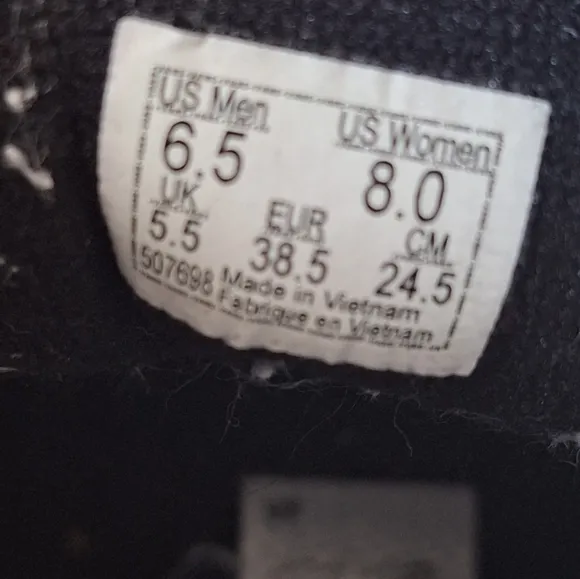 US Men US Women
6.5 8.0
UK EUR CM
5.5 38.5 24.5
507698 Made in Vietnam
Fabrique en Vietnam